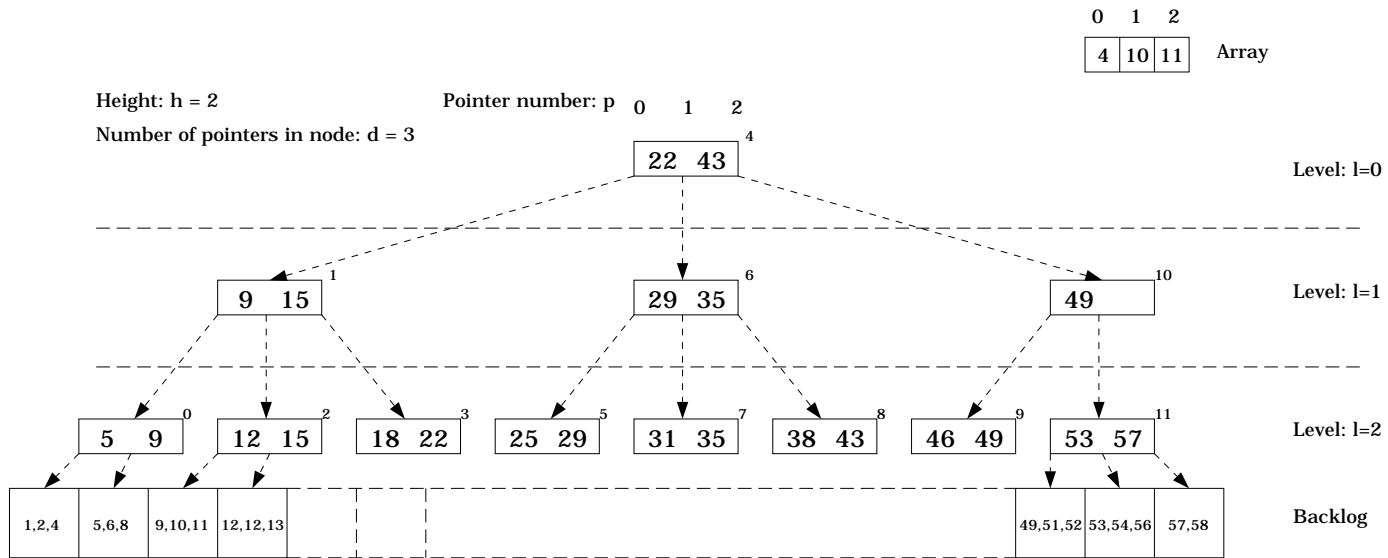 0 1 2
4 10 11 Array
Height: h = 2 Pointer number: p 0 1 2
Number of pointers in node: d = 3
4
22 43
Level: l=0
1 6 10
9 15 29 35 49
Level: l=1
0 2 3 5 7 8 9 11
5 9 12 15 18 22 25 29 31 35 38 43 46 49 53 57
Level: l=2
1,2,4 5,6,8 9,10,11 12,12,13 49,51,52 53,54,56 57,58
Backlog